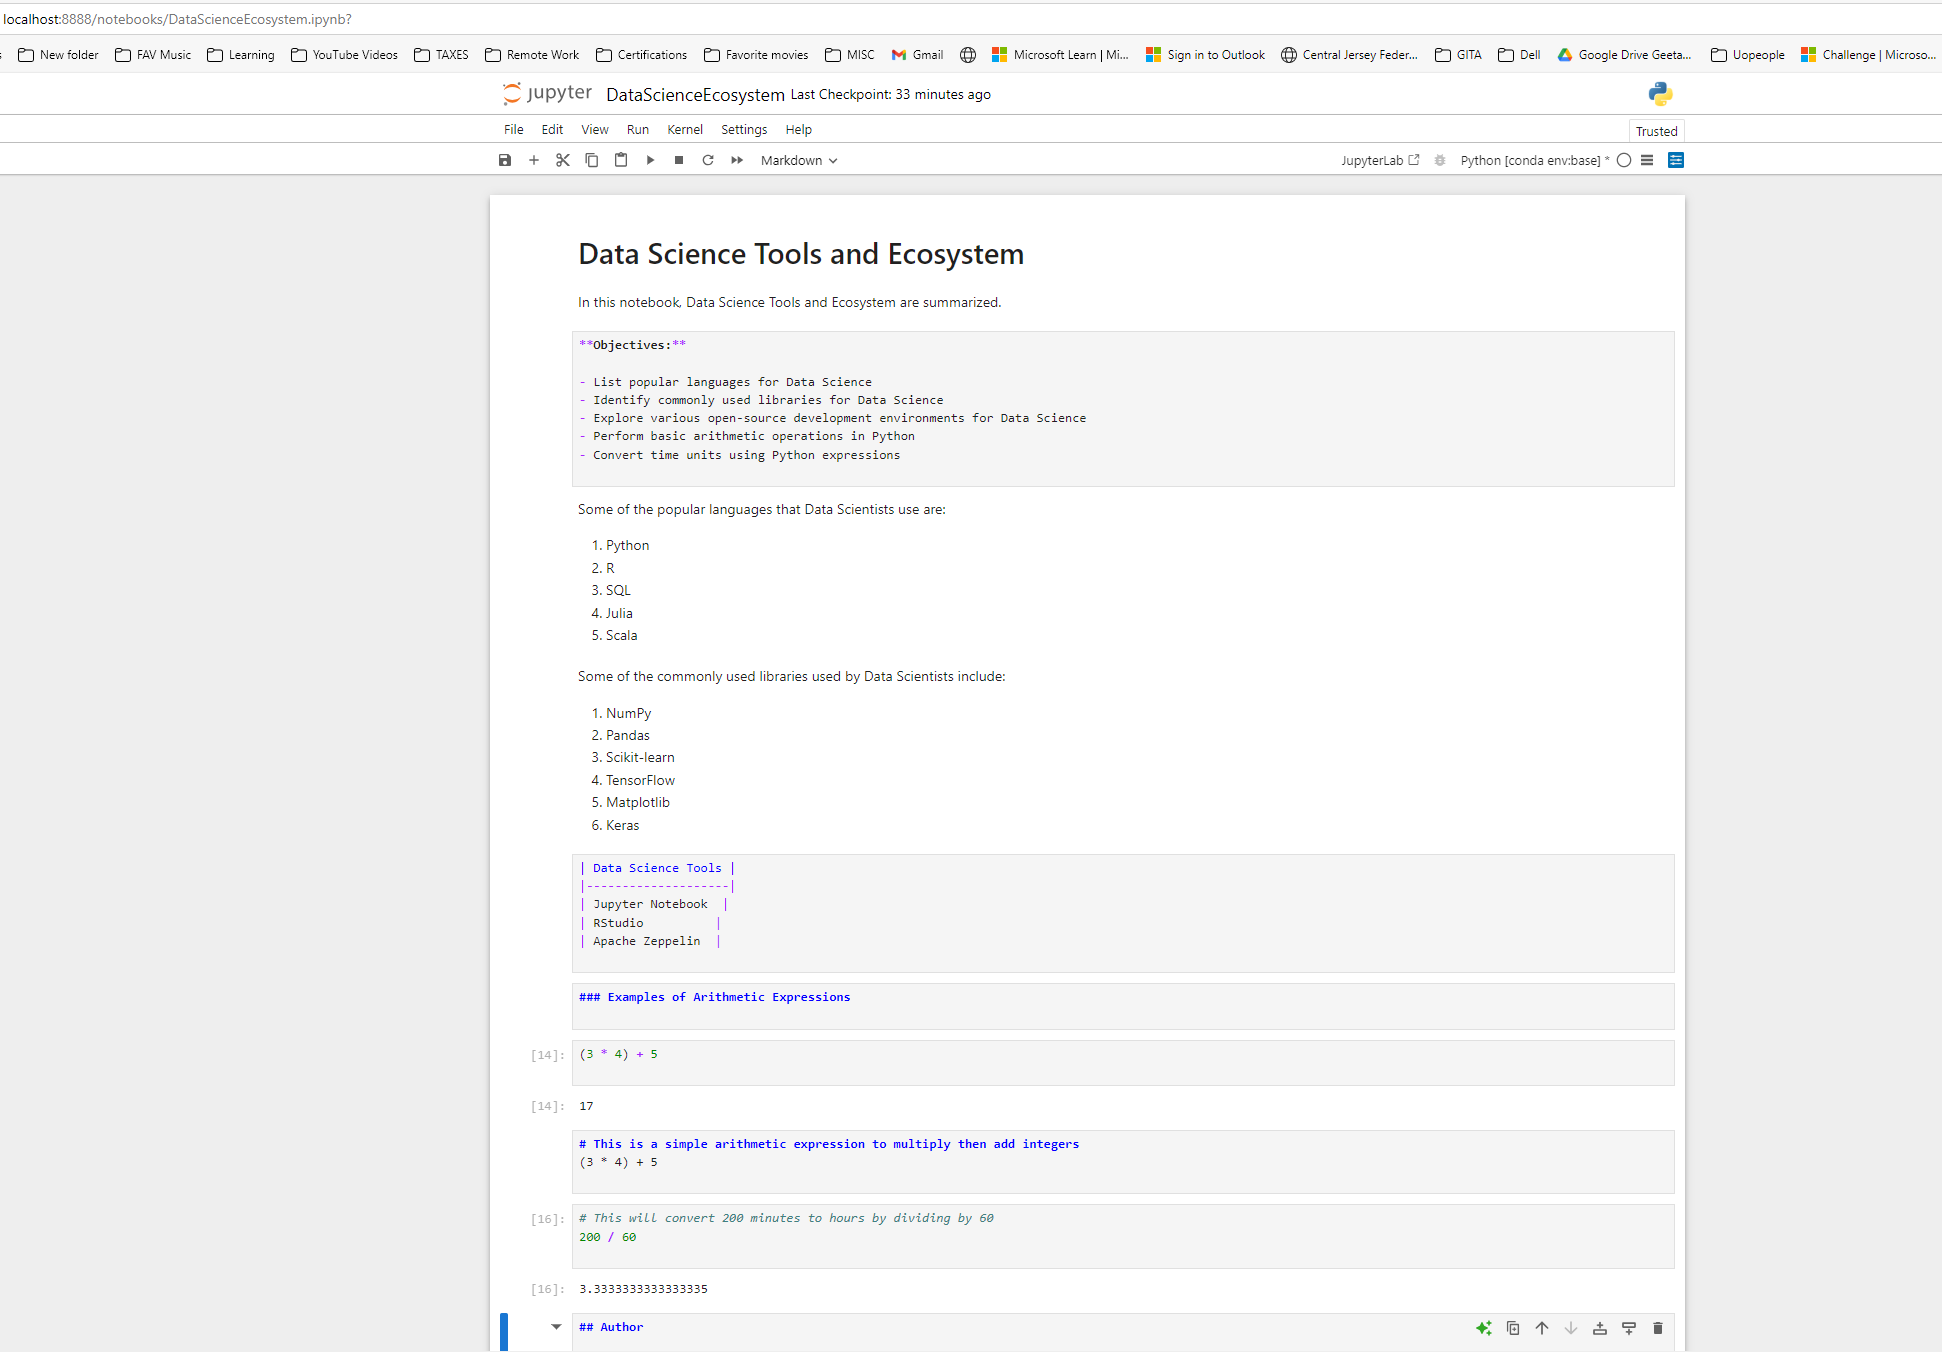 localhost:8888/notebooks/DataScienceEcosystem.ipynb?
New folder FAV Music Learning YouTube Videos TAXES Remote Work Certifications Favorite movies MISC Gmail Microsoft Learn | Mi... Sign in to Outlook Central Jersey Feder... GITA Dell Google Drive Geeta... Uopeople Challenge | Microso...
jupyter DataScienceEcosystem Last Checkpoint: 33 minutes ago
File Edit View Run Kernel Settings Help
Trusted
Markdown JupyterLab Python [conda env:base] *
Data Science Tools and Ecosystem
In this notebook, Data Science Tools and Ecosystem are summarized.
**Objectives:**
- List popular languages for Data Science
- Identify commonly used libraries for Data Science
- Explore various open-source development environments for Data Science
- Perform basic arithmetic operations in Python
- Convert time units using Python expressions
Some of the popular languages that Data Scientists use are:
1. Python
2. R
3. SQL
4. Julia
5. Scala
Some of the commonly used libraries used by Data Scientists include:
1. NumPy
2. Pandas
3. Scikit-learn
4. TensorFlow
5. Matplotlib
6. Keras
| Data Science Tools |
|--------------------|
| Jupyter Notebook  |
| RStudio          |
| Apache Zeppelin  |
### Examples of Arithmetic Expressions
[14]: (3 * 4) + 5
[14]: 17
# This is a simple arithmetic expression to multiply then add integers
(3 * 4) + 5
[16]: # This will convert 200 minutes to hours by dividing by 60
200 / 60
[16]: 3.3333333333333335
## Author